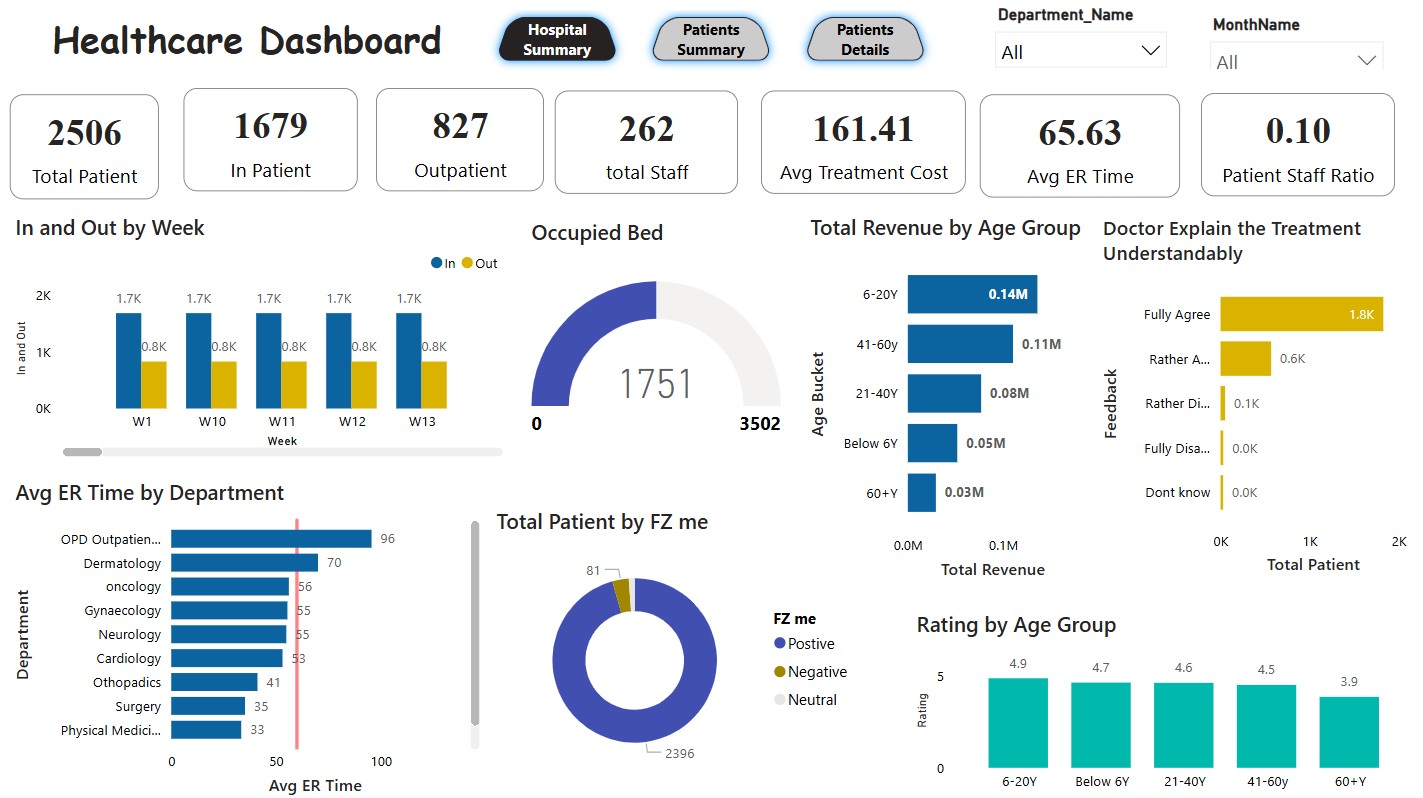 Healthcare Dashboard
Hospital
Summary
Patients
Summary
Patients
Details
Department_Name
All
MonthName
All
2506
Total Patient
1679
In Patient
827
Outpatient
262
total Staff
161.41
Avg Treatment Cost
65.63
Avg ER Time
0.10
Patient Staff Ratio
In and Out by Week
In Out
In and Out
2K
1K
0K
1.7K 1.7K 1.7K 1.7K 1.7K
0.8K 0.8K 0.8K 0.8K 0.8K
W1 W10 W11 W12 W13
Week
Occupied Bed
1751
0 3502
Total Revenue by Age Group
Age Bucket
6-20Y 0.14M
41-60y 0.11M
21-40Y 0.08M
Below 6Y 0.05M
60+Y 0.03M
0.0M 0.1M
Total Revenue
Doctor Explain the Treatment
Understandably
Feedback
Fully Agree 1.8K
Rather A... 0.6K
Rather Di... 0.1K
Fully Disa... 0.0K
Dont know 0.0K
0K 1K 2K
Total Patient
Avg ER Time by Department
Department
OPD Outpatien... 96
Dermatology 70
oncology 56
Gynaecology 55
Neurology 55
Cardiology 53
Othopadics 41
Surgery 35
Physical Medici... 33
0 50 100
Avg ER Time
Total Patient by FZ me
81
2396
FZ me
Postive
Negative
Neutral
Rating by Age Group
Rating
5
0
4.9 4.7 4.6 4.5 3.9
6-20Y Below 6Y 21-40Y 41-60y 60+Y